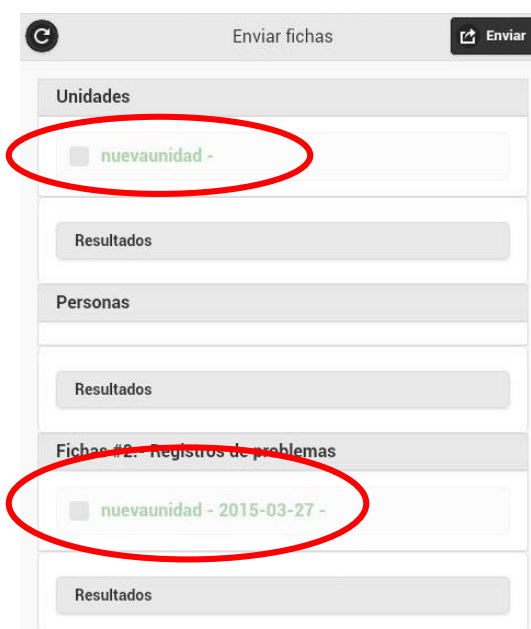 Enviar fichas
Enviar
Unidades
nuevaunidad -
Resultados
Personas
Resultados
Fichas #2.- Registros de problemas
nuevaunidad - 2015-03-27 -
Resultados